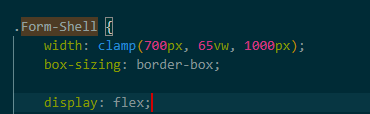 .Form-Shell {
width: clamp(700px, 65vw, 1000px);
box-sizing: border-box;
display: flex;